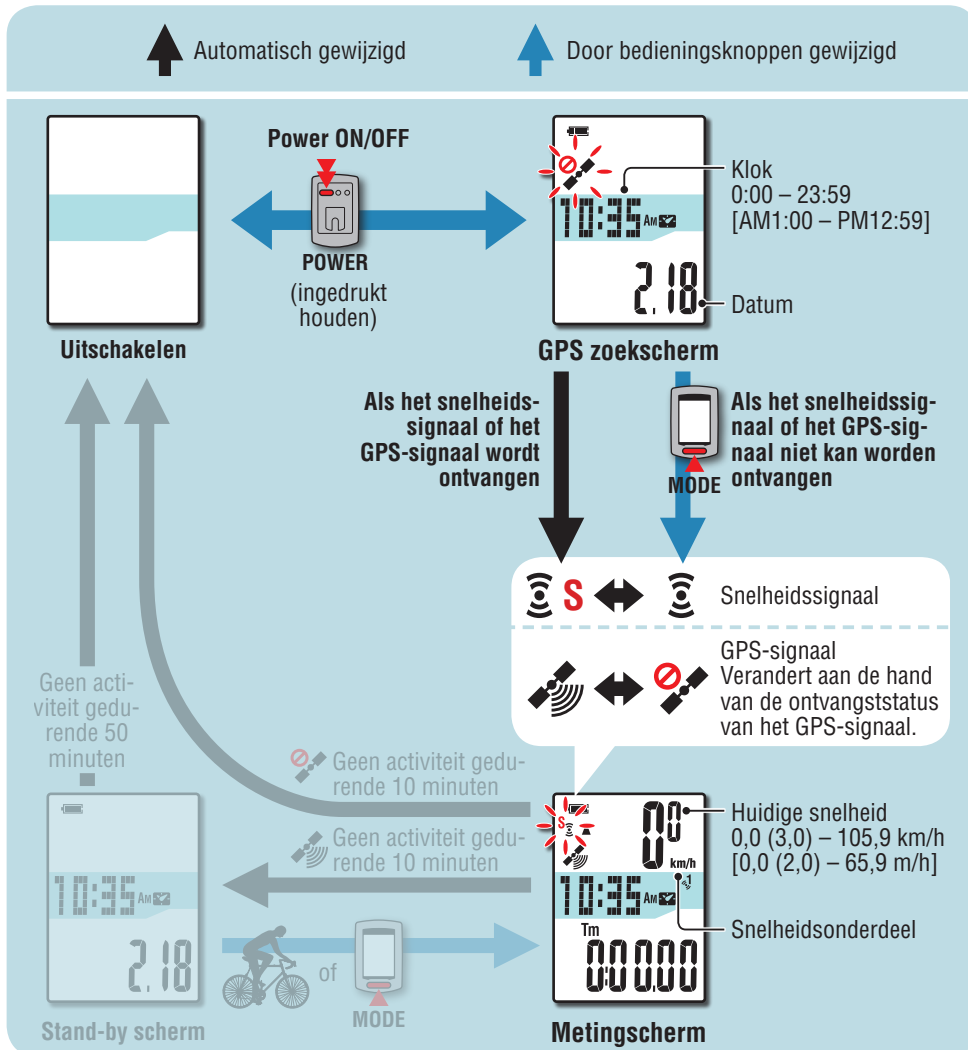 Automatisch gewijzigd
Door bedieningsknoppen gewijzigd
Power ON/OFF
POWER
(ingedrukt
houden)
Uitschakelen
10:35 AM
2.18
Klok
0:00 – 23:59
[AM1:00 – PM12:59]
Datum
GPS zoekscherm
Als het snelheids-
signaal of het
GPS-signaal wordt
ontvangen
Als het snelheidssig-
naal of het GPS-sig-
naal niet kan worden
ontvangen
MODE
S
Snelheidssignaal
GPS-signaal
Verandert aan de hand
van de ontvangststatus
van het GPS-signaal.
Geen acti-
viteit gedu-
rende 50
minuten
Geen activiteit gedu-
rende 10 minuten
Geen activiteit gedu-
rende 10 minuten
10:35 AM
2.18
Stand-by scherm
of
MODE
S
00
km/h
10:35 AM
1
Tm
0:00.00
Huidige snelheid
0,0 (3,0) – 105,9 km/h
[0,0 (2,0) – 65,9 m/h]
Snelheidsonderdeel
Metingscherm